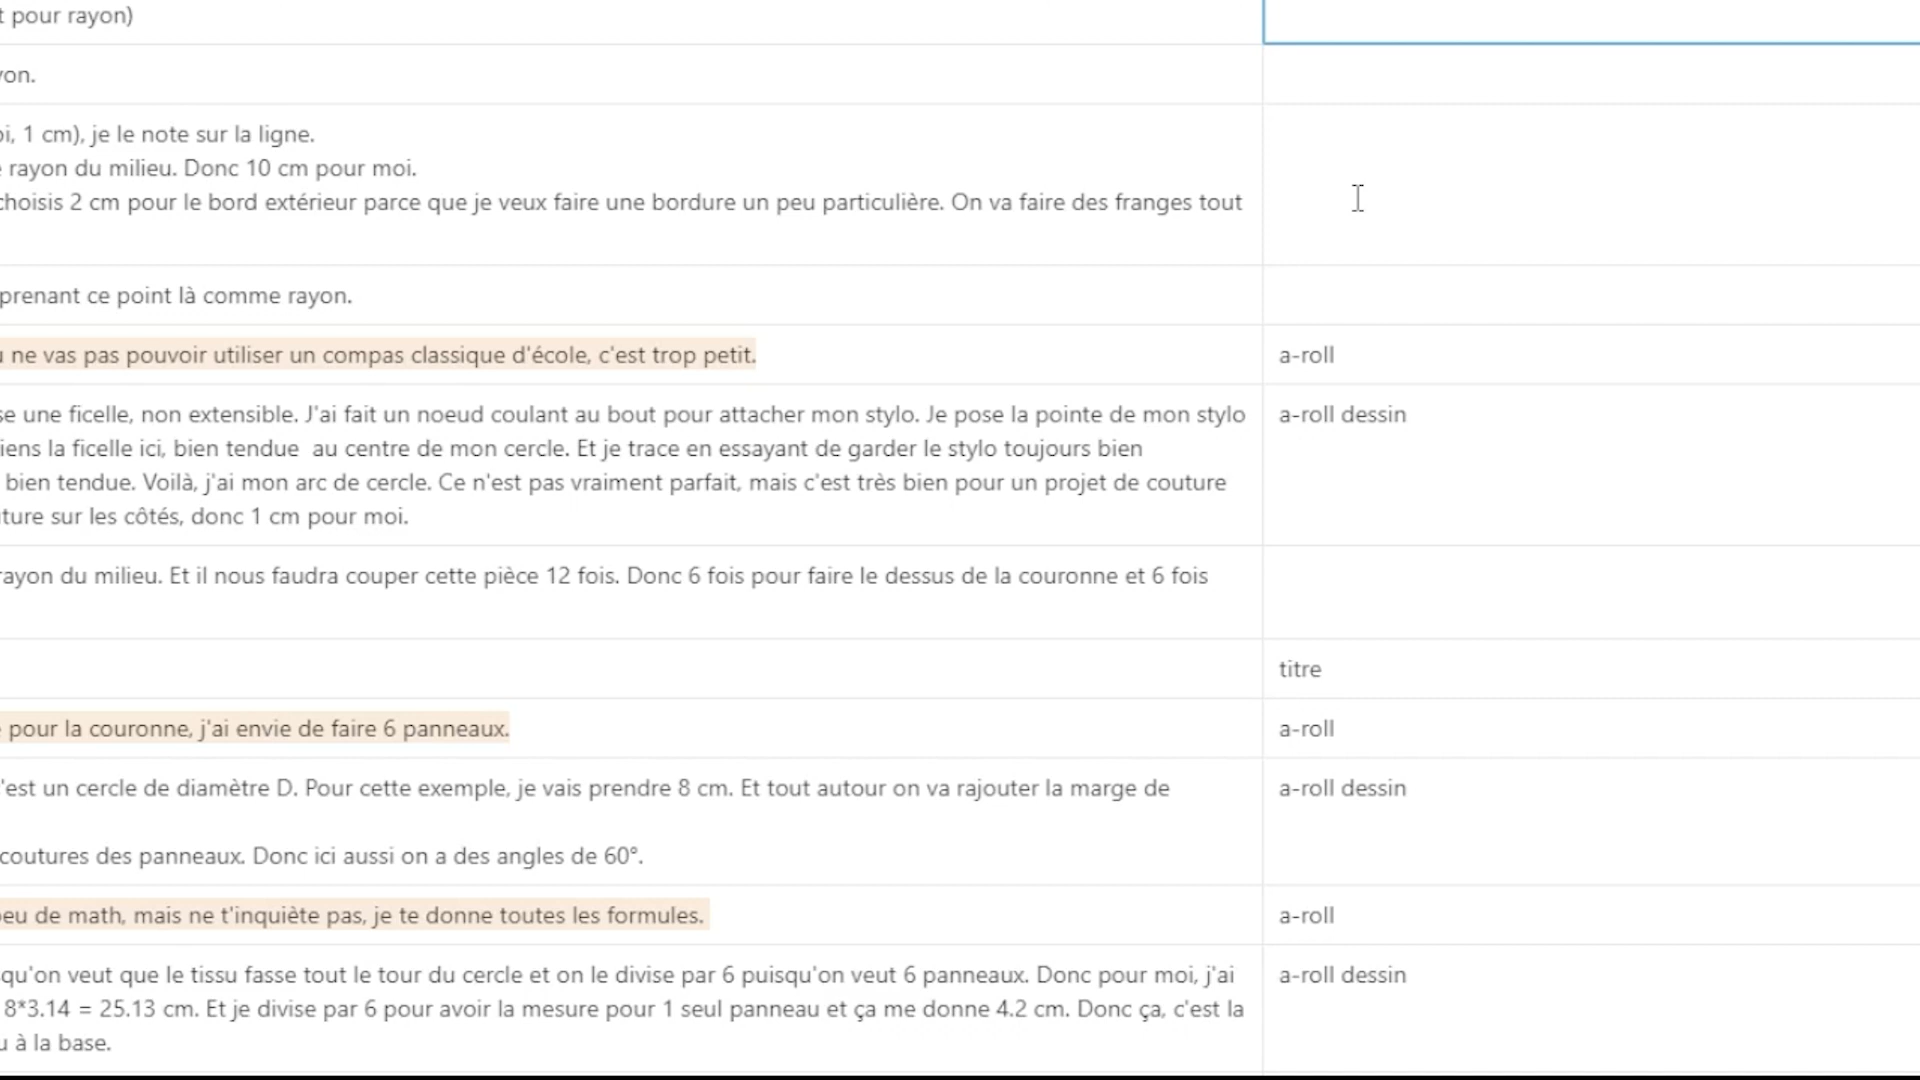 t pour rayon)
yon.
oi, 1 cm), je le note sur la ligne.
rayon du milieu. Donc 10 cm pour moi.
choisis 2 cm pour le bord extérieur parce que je veux faire une bordure un peu particulière. On va faire des franges tout
prenant ce point là comme rayon.
ne vas pas pouvoir utiliser un compas classique d'école, c'est trop petit.
a-roll
se une ficelle, non extensible. J'ai fait un noeud coulant au bout pour attacher mon stylo. Je pose la pointe de mon stylo
a-roll dessin
iens la ficelle ici, bien tendue  au centre de mon cercle. Et je trace en essayant de garder le stylo toujours bien
bien tendue. Voilà, j'ai mon arc de cercle. Ce n'est pas vraiment parfait, mais c'est très bien pour un projet de couture
ture sur les côtés, donc 1 cm pour moi.
rayon du milieu. Et il nous faudra couper cette pièce 12 fois. Donc 6 fois pour faire le dessus de la couronne et 6 fois
titre
pour la couronne, j'ai envie de faire 6 panneaux.
a-roll
'est un cercle de diamètre D. Pour cette exemple, je vais prendre 8 cm. Et tout autour on va rajouter la marge de
a-roll dessin
coutures des panneaux. Donc ici aussi on a des angles de 60°.
peu de math, mais ne t'inquiète pas, je te donne toutes les formules.
a-roll
qu'on veut que le tissu fasse tout le tour du cercle et on le divise par 6 puisqu'on veut 6 panneaux. Donc pour moi, j'ai
a-roll dessin
8*3.14 = 25.13 cm. Et je divise par 6 pour avoir la mesure pour 1 seul panneau et ça me donne 4.2 cm. Donc ça, c'est la
u à la base.